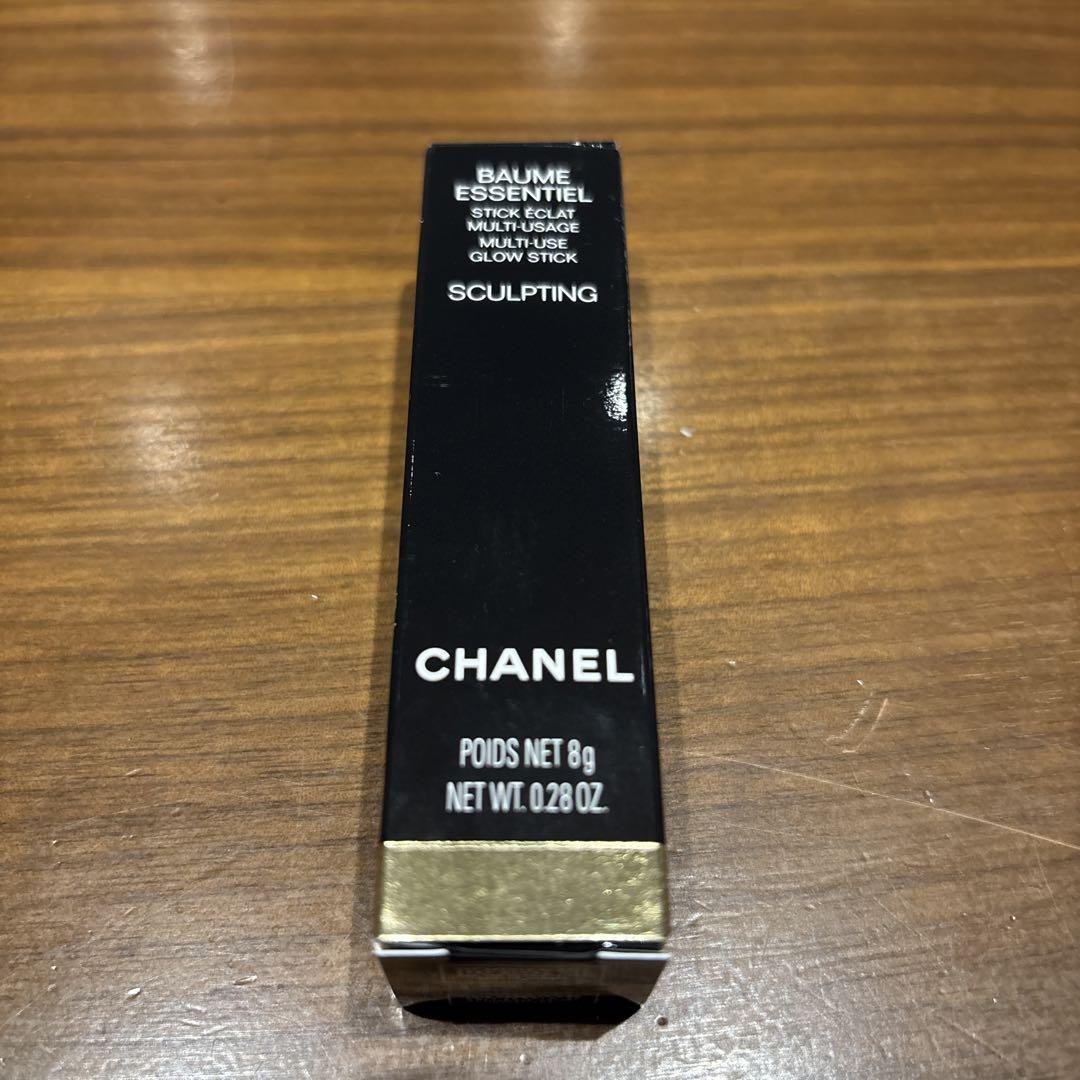 BAUME
ESSENTIEL
STICK ÉCLAT
MULTI-USAGE
MULTI-USE
GLOW STICK
SCULPTING
CHANEL
POIDS NET 8g
NET WT. 0.28 OZ.